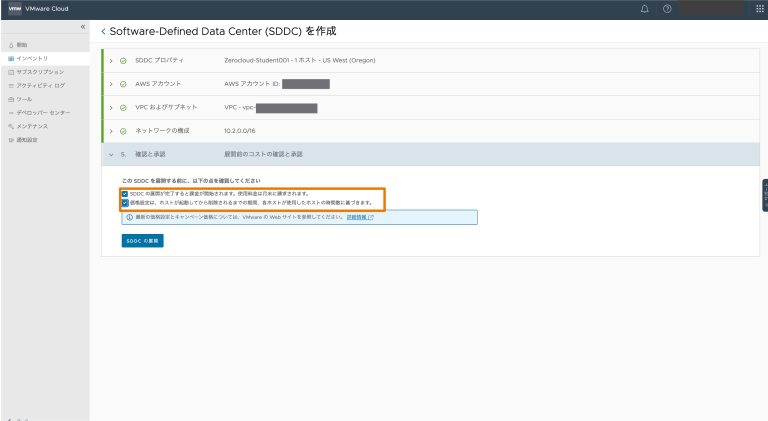 vmw VMware Cloud
Software-Defined Data Center (SDDC) を作成
開始
インベントリ
サブスクリプション
アクティビティ ログ
ツール
デベロッパー センター
メンテナンス
通知設定
SDDC プロパティ Zerocloud-Student001 - 1 ホスト - US West (Oregon)
AWS アカウント AWS アカウント ID:
VPC およびサブネット VPC - vpc-
ネットワークの構成 10.2.0.0/16
5. 確認と承認 展開前のコストの確認と承認
この SDDC を展開する前に、以下の点を確認してください
SDDC の展開が完了すると課金が開始されます。使用料金は月末に請求されます。
価格設定は、ホストが起動してから削除されるまでの期間、各ホストが使用したホストの時間数に基づきます。
最新の価格設定とキャンペーン価格については、VMware の Web サイトを参照してください。 詳細情報
SDDC の展開